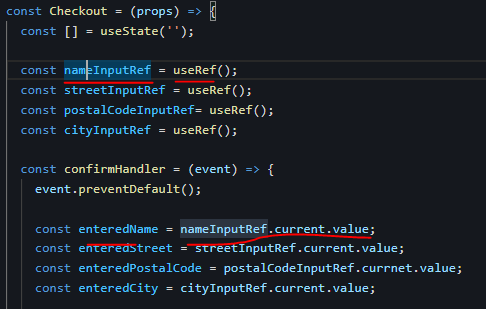 const Checkout = (props) => {
const [] = useState('');
const nameInputRef = useRef();
const streetInputRef = useRef();
const postalCodeInputRef= useRef();
const cityInputRef = useRef();
const confirmHandler = (event) => {
event.preventDefault();
const enteredName = nameInputRef.current.value;
const enteredStreet = streetInputRef.current.value;
const enteredPostalCode = postalCodeInputRef.currnet.value;
const enteredCity = cityInputRef.current.value;